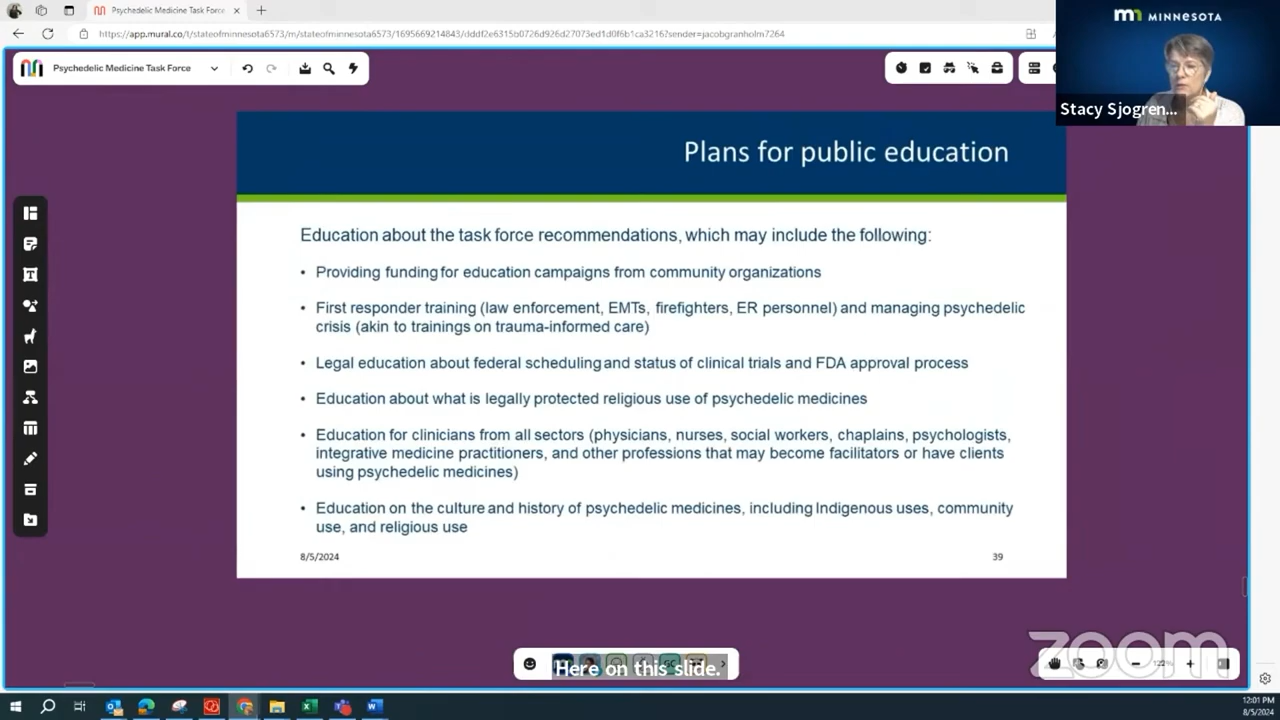 Psychedelic Medicine Task Force
https://app.mural.co/t/stateofminnesota6573/m/stateofminnesota6573/1695669214843/dddf2e6315b0726d926d27073ed1d0f6b1ca3216?sender=jacobgranholm7264
MINNESOTA
Psychedelic Medicine Task Force
Stacy Sjogren...
Plans for public education
Education about the task force recommendations, which may include the following:
• Providing funding for education campaigns from community organizations
• First responder training (law enforcement, EMTs, firefighters, ER personnel) and managing psychedelic
crisis (akin to trainings on trauma-informed care)
• Legal education about federal scheduling and status of clinical trials and FDA approval process
• Education about what is legally protected religious use of psychedelic medicines
• Education for clinicians from all sectors (physicians, nurses, social workers, chaplains, psychologists,
integrative medicine practitioners, and other professions that may become facilitators or have clients
using psychedelic medicines)
• Education on the culture and history of psychedelic medicines, including Indigenous uses, community
use, and religious use
8/5/2024
39
zoom
Here on this slide.
12:01 PM
8/5/2024